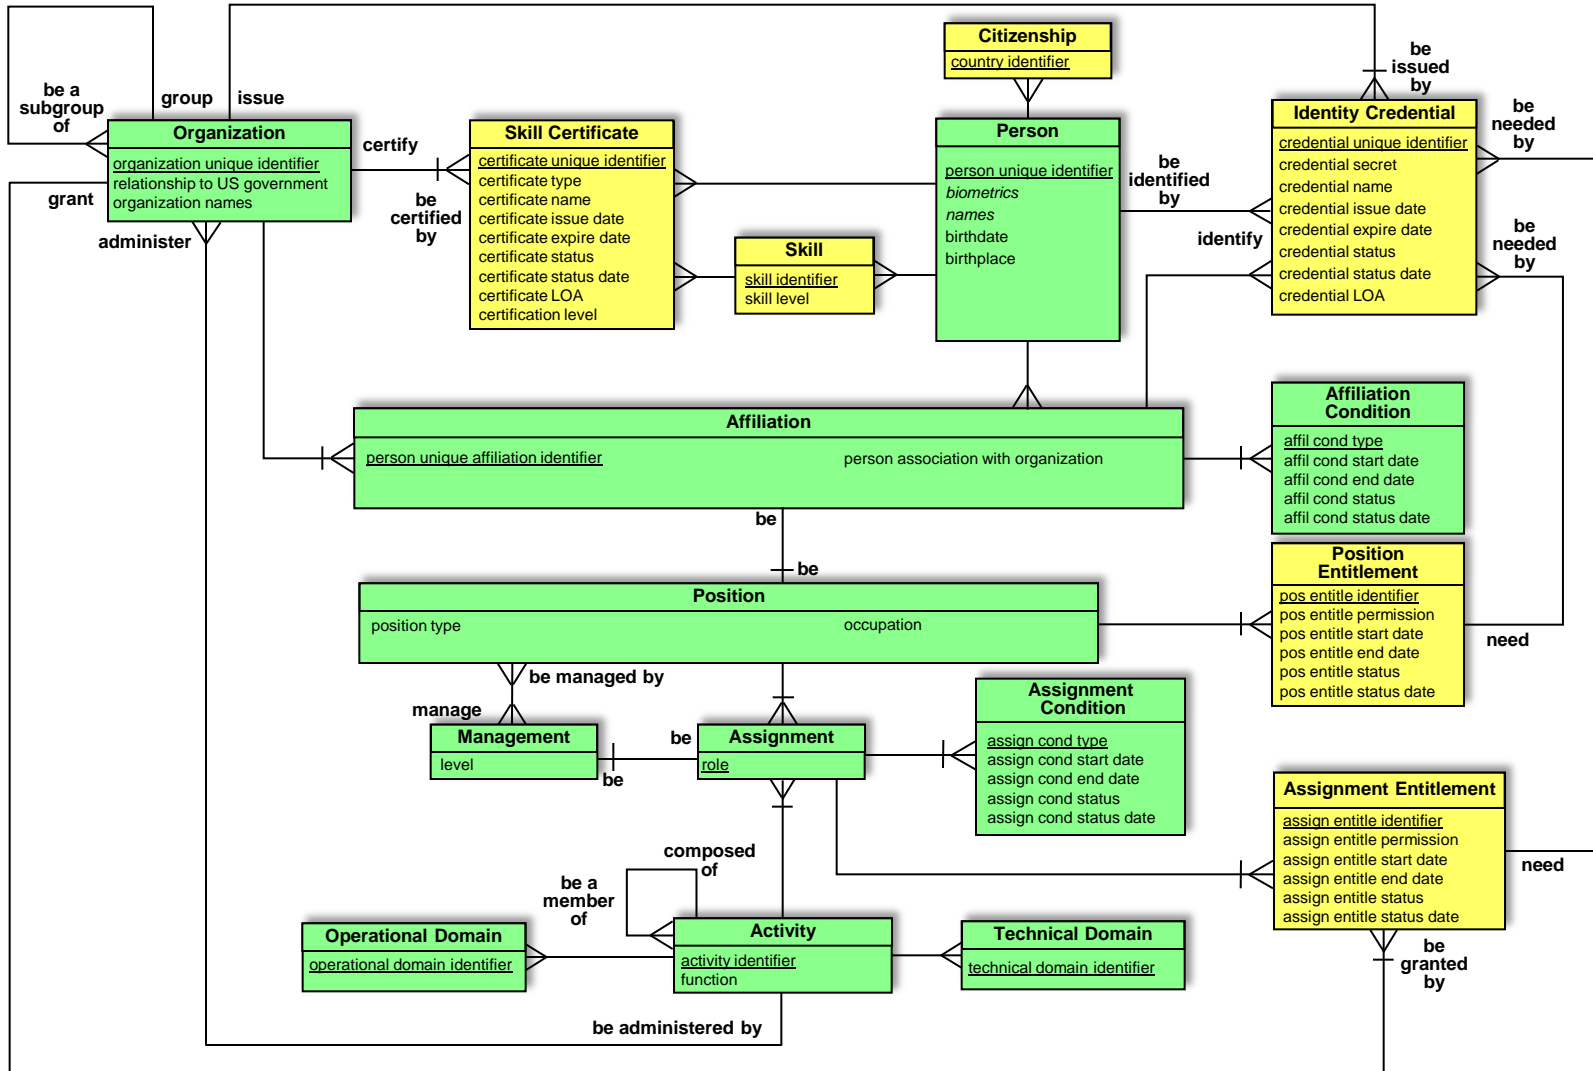 Citizenship
country identifier
be
issued
by
be a
subgroup
of
group
issue
Organization
organization unique identifier
relationship to US government
organization names
certify
be
certified
by
grant
administer
Skill Certificate
certificate unique identifier
certificate type
certificate name
certificate issue date
certificate expire date
certificate status
certificate status date
certificate LOA
certification level
Skill
skill identifier
skill level
Person
person unique identifier
biometrics
names
birthdate
birthplace
be
identified
by
identify
Identity Credential
credential unique identifier
credential secret
credential name
credential issue date
credential expire date
credential status
credential status date
credential LOA
be
needed
by
be
needed
by
Affiliation
person unique affiliation identifier
person association with organization
Affiliation
Condition
affil cond type
affil cond start date
affil cond end date
affil cond status
affil cond status date
be
be
Position
position type
occupation
Position
Entitlement
pos entitle identifier
pos entitle permission
pos entitle start date
pos entitle end date
pos entitle status
pos entitle status date
need
be managed by
manage
Management
level
be
be
Assignment
role
Assignment
Condition
assign cond type
assign cond start date
assign cond end date
assign cond status
assign cond status date
Assignment Entitlement
assign entitle identifier
assign entitle permission
assign entitle start date
assign entitle end date
assign entitle status
assign entitle status date
need
composed
of
be a
member
of
Operational Domain
operational domain identifier
Activity
activity identifier
function
Technical Domain
technical domain identifier
be
granted
by
be administered by